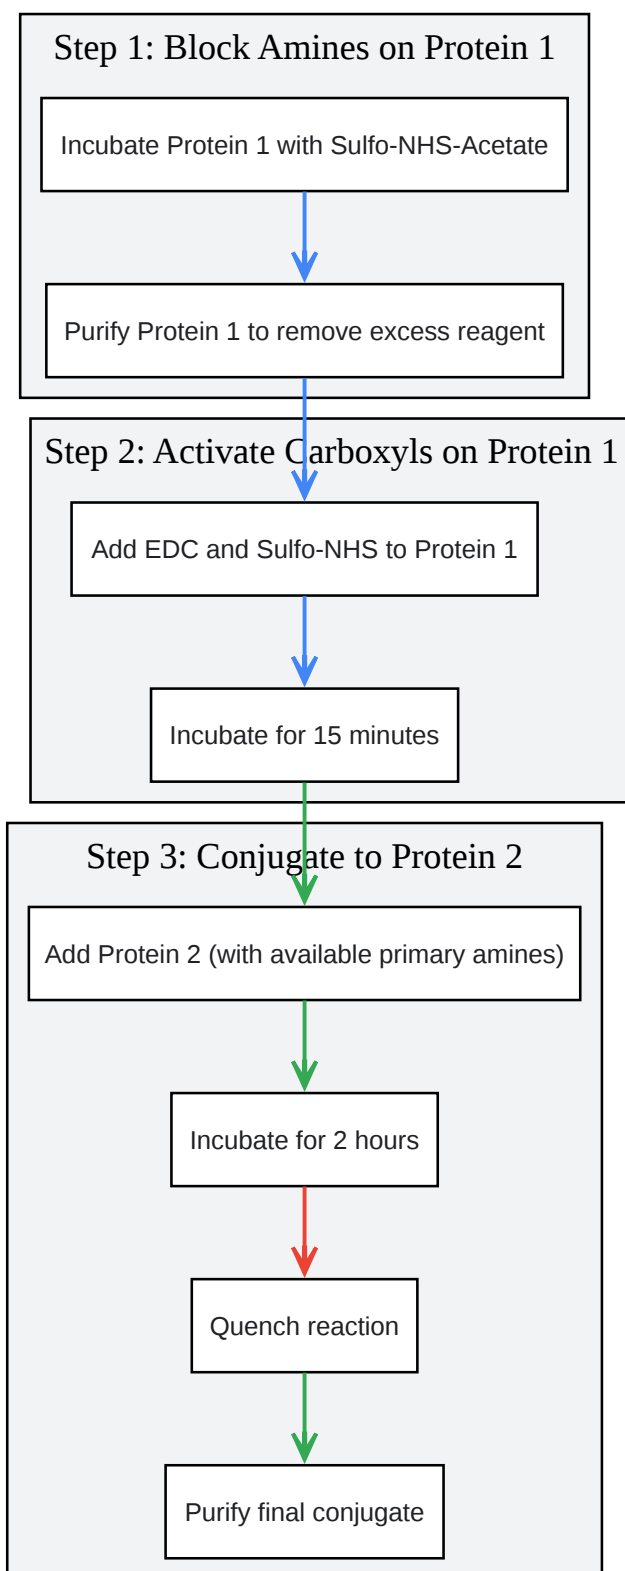 Step 1: Block Amines on Protein 1
Incubate Protein 1 with Sulfo-NHS-Acetate
Purify Protein 1 to remove excess reagent
Step 2: Activate Carboxyls on Protein 1
Add EDC and Sulfo-NHS to Protein 1
Incubate for 15 minutes
Step 3: Conjugate to Protein 2
Add Protein 2 (with available primary amines)
Incubate for 2 hours
Quench reaction
Purify final conjugate